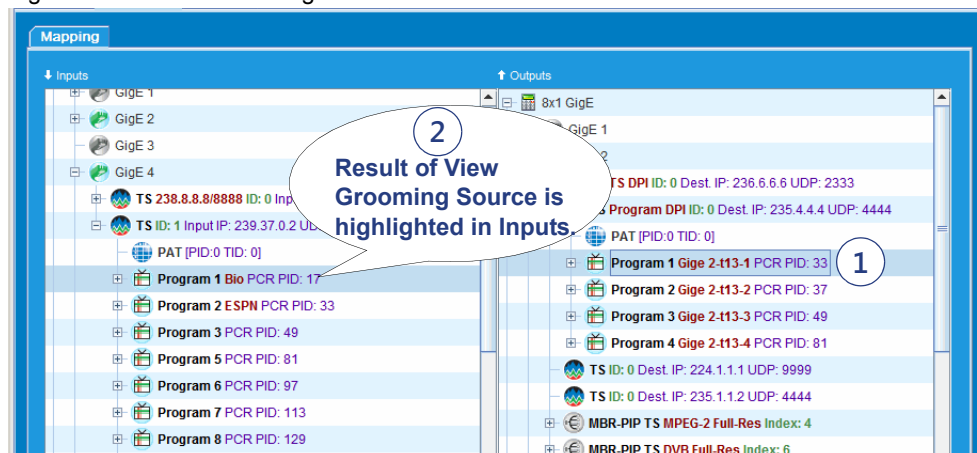 Mapping
Inputs
GigE 1
GigE 2
GigE 3
GigE 4
TS 238.8.8.8/8888 ID: 0
TS ID: 1 Input IP: 239.37.0.2
PAT [PID:0 TID: 0]
Program 1 Bio PCR PID: 17
Program 2 ESPN PCR PID: 33
Program 3 PCR PID: 49
Program 5 PCR PID: 81
Program 6 PCR PID: 97
Program 7 PCR PID: 113
Program 8 PCR PID: 129
2
Result of View
Grooming Source is
highlighted in Inputs.
Outputs
8x1 GigE
GigE 1
2
TS DPI ID: 0 Dest. IP: 236.6.6.6 UDP: 2333
Program DPI ID: 0 Dest. IP: 235.4.4.4 UDP: 4444
PAT [PID:0 TID: 0]
Program 1 Gige 2-t13-1 PCR PID: 33
1
Program 2 Gige 2-t13-2 PCR PID: 37
Program 3 Gige 2-t13-3 PCR PID: 49
Program 4 Gige 2-t13-4 PCR PID: 81
TS ID: 0 Dest. IP: 224.1.1.1 UDP: 9999
TS ID: 0 Dest. IP: 235.1.1.2 UDP: 4444
MBR-PIP TS MPEG-2 Full-Res Index: 4
MBR-PIP TS DVB Full-Res Index: 6